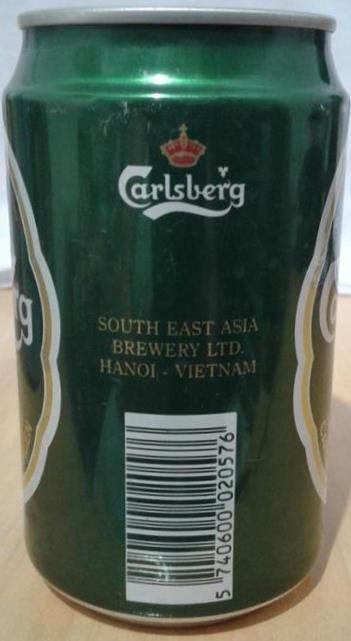 Carlsberg
SOUTH EAST ASIA
BREWERY LTD.
HANOI - VIETNAM
5 740600 020576